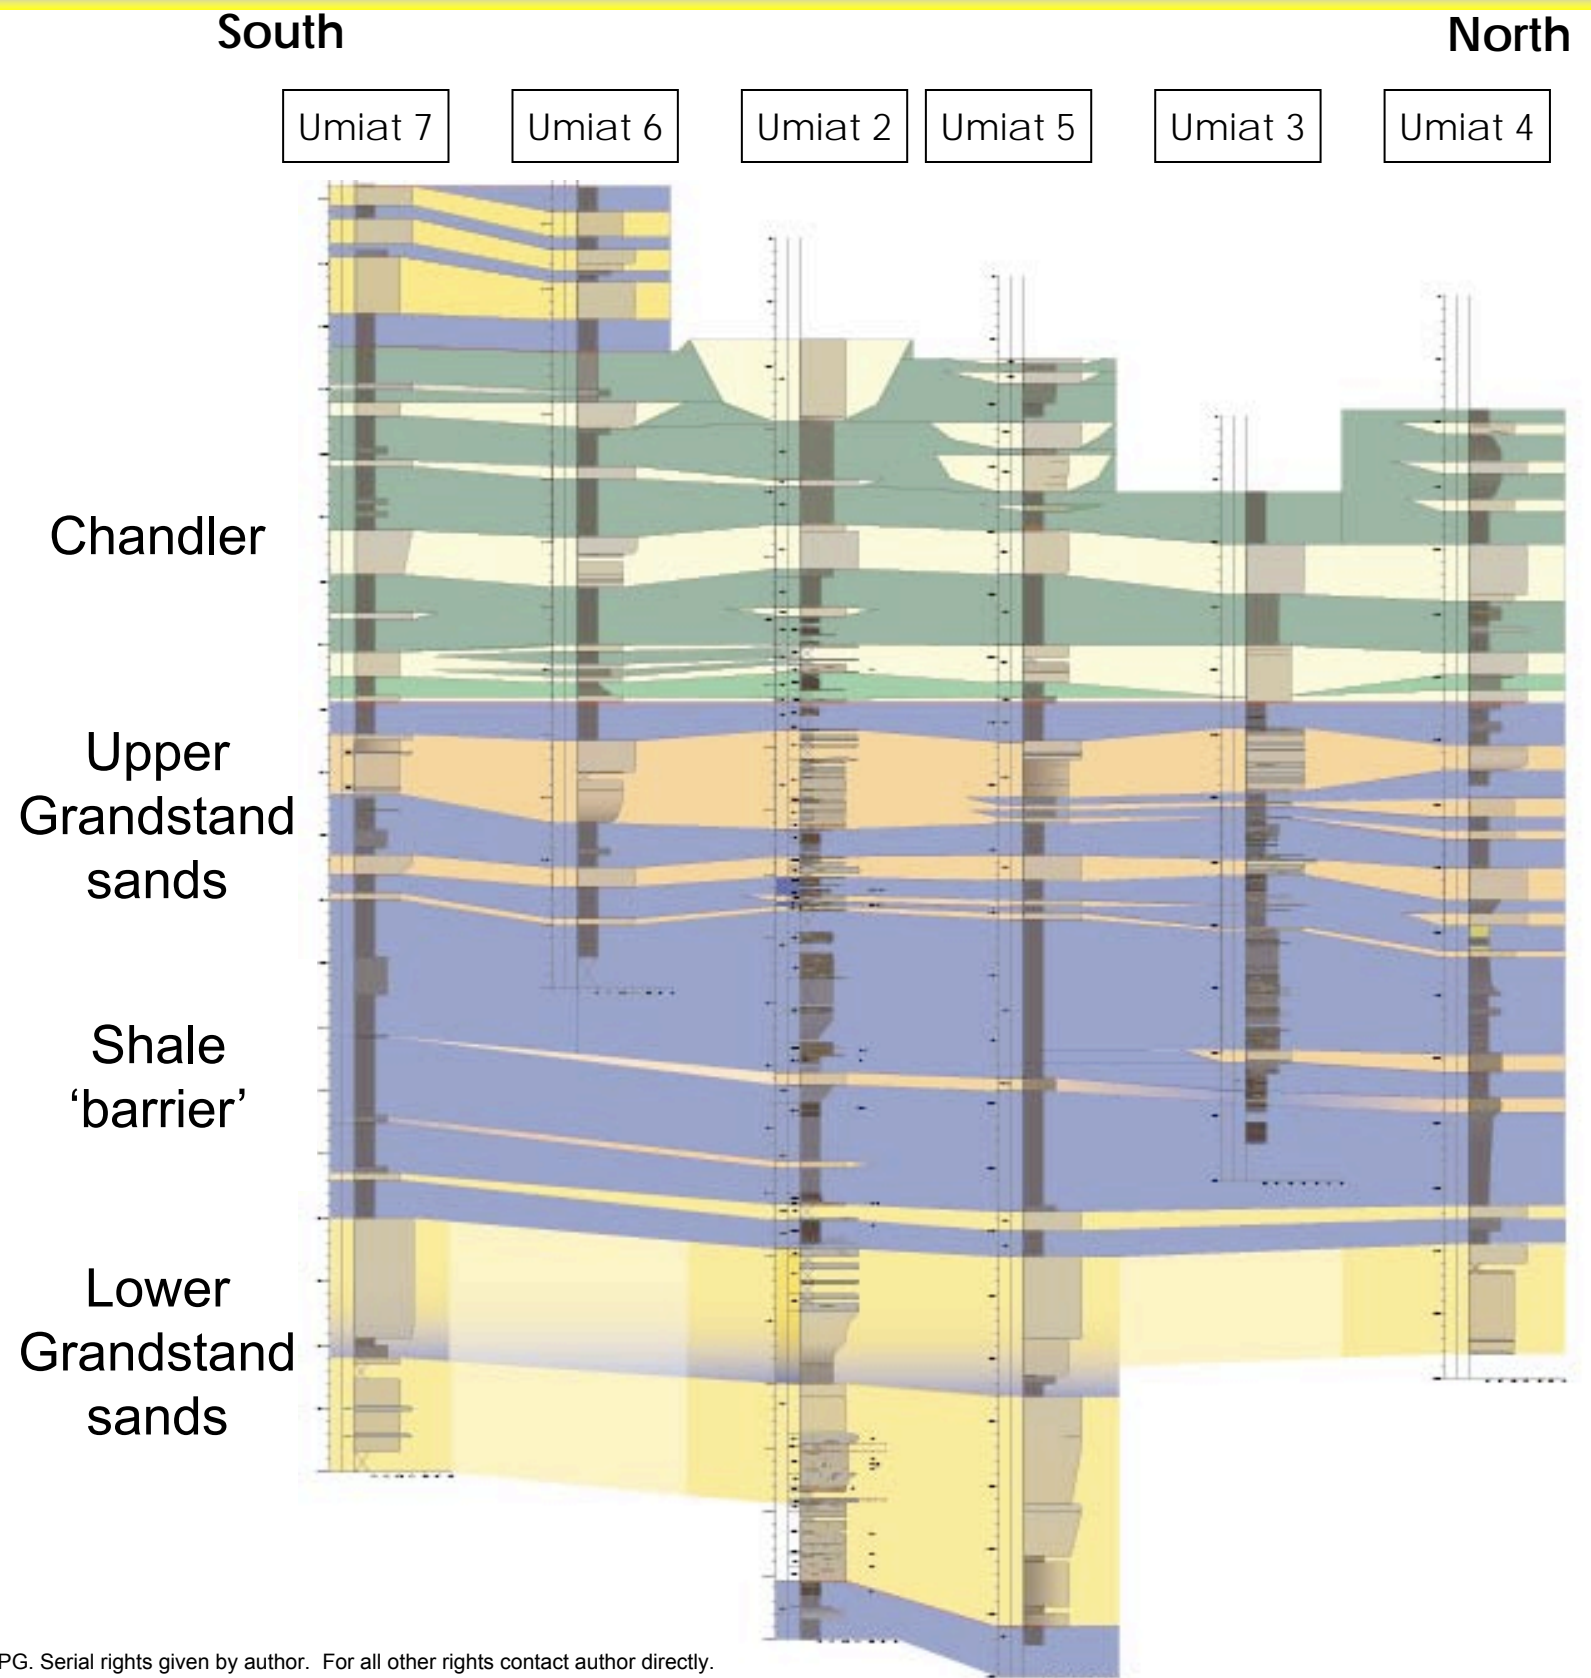 South
North
Umiat 7
Umiat 6
Umiat 2
Umiat 5
Umiat 3
Umiat 4
Chandler
Upper
Grandstand
sands
Shale
‘barrier’
Lower
Grandstand
sands
PG. Serial rights given by author.  For all other rights contact author directly.